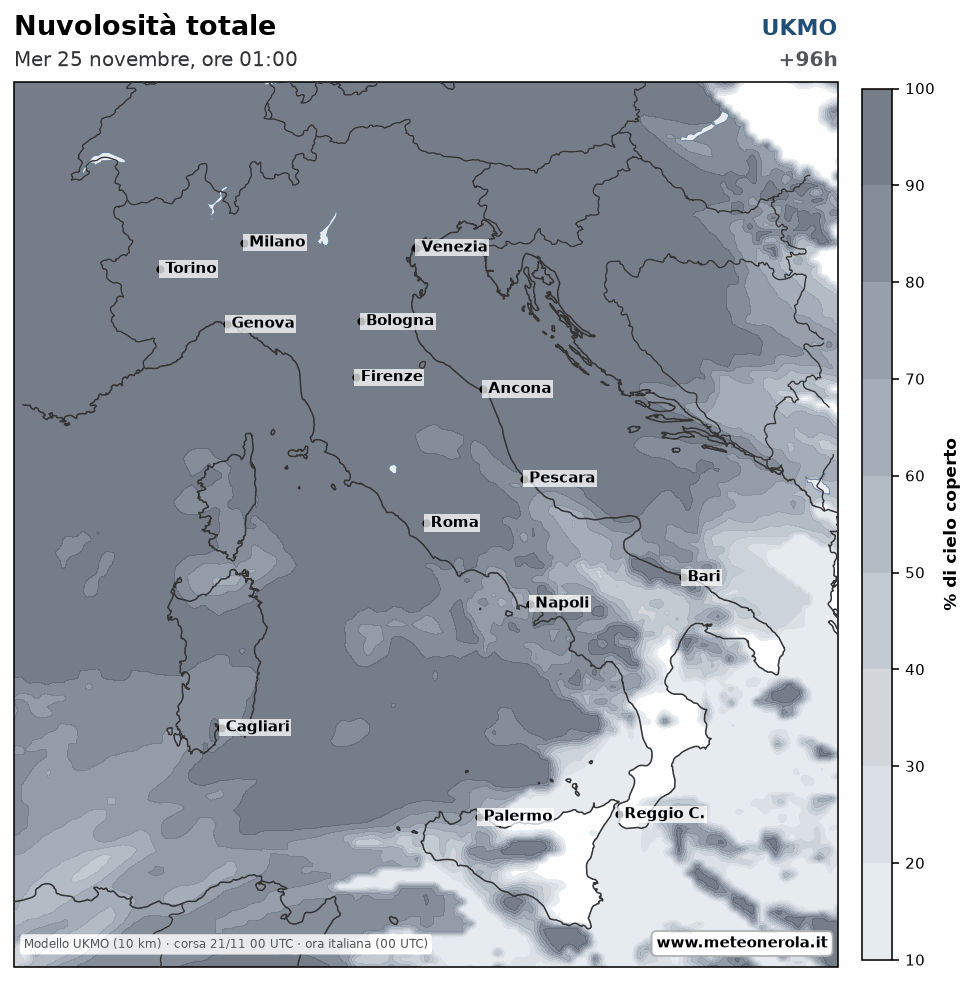 Nuvolosità totale
UKMO
Mer 25 novembre, ore 01:00
+96h
100
90
80
70
60
50
40
30
20
10
% di cielo coperto
Milano
Venezia
Torino
Genova
Bologna
Firenze
Ancona
Pescara
Roma
Bari
Napoli
Cagliari
Palermo
Reggio C.
Modello UKMO (10 km) · corsa 21/11 00 UTC · ora italiana (00 UTC)
www.meteonerola.it